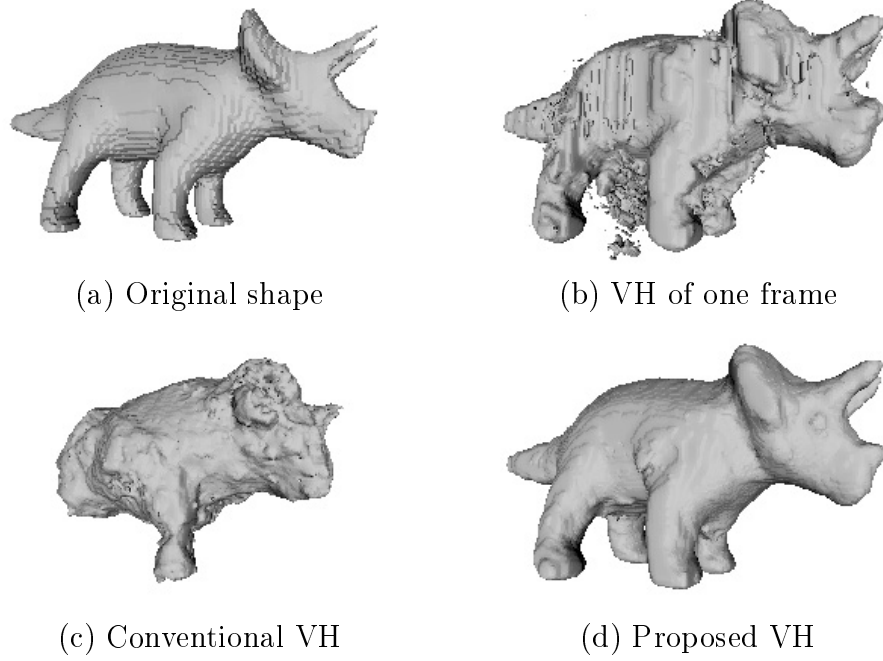 (a) Original shape
(b) VH of one frame
(c) Conventional VH
(d) Proposed VH